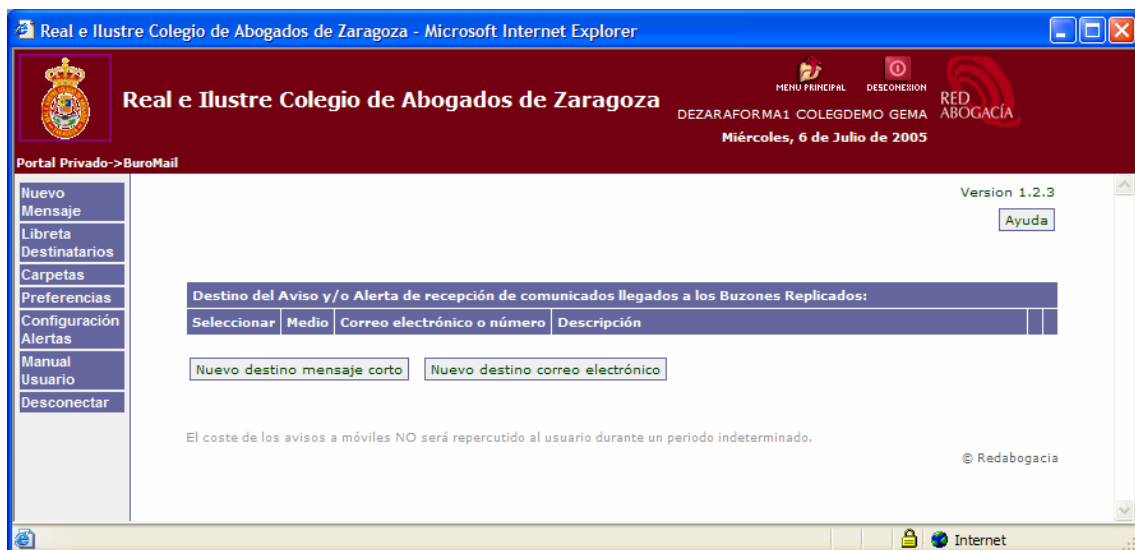 Real e Ilustre Colegio de Abogados de Zaragoza - Microsoft Internet Explorer
Real e Ilustre Colegio de Abogados de Zaragoza
MENU PRINCIPAL
DESCONEXION
RED
ABOGACÍA
DEZARAFORMA1 COLEGDEMO GEMA
Miércoles, 6 de Julio de 2005
Portal Privado->BuroMail
Nuevo
Mensaje
Libreta
Destinatarios
Carpetas
Preferencias
Configuración
Alertas
Manual
Usuario
Desconectar
Version 1.2.3
Ayuda
Destino del Aviso y/o Alerta de recepción de comunicados llegados a los Buzones Replicados:
Seleccionar Medio Correo electrónico o número Descripción
Nuevo destino mensaje corto Nuevo destino correo electrónico
El coste de los avisos a móviles NO será repercutido al usuario durante un periodo indeterminado.
© Redabogacia
Internet